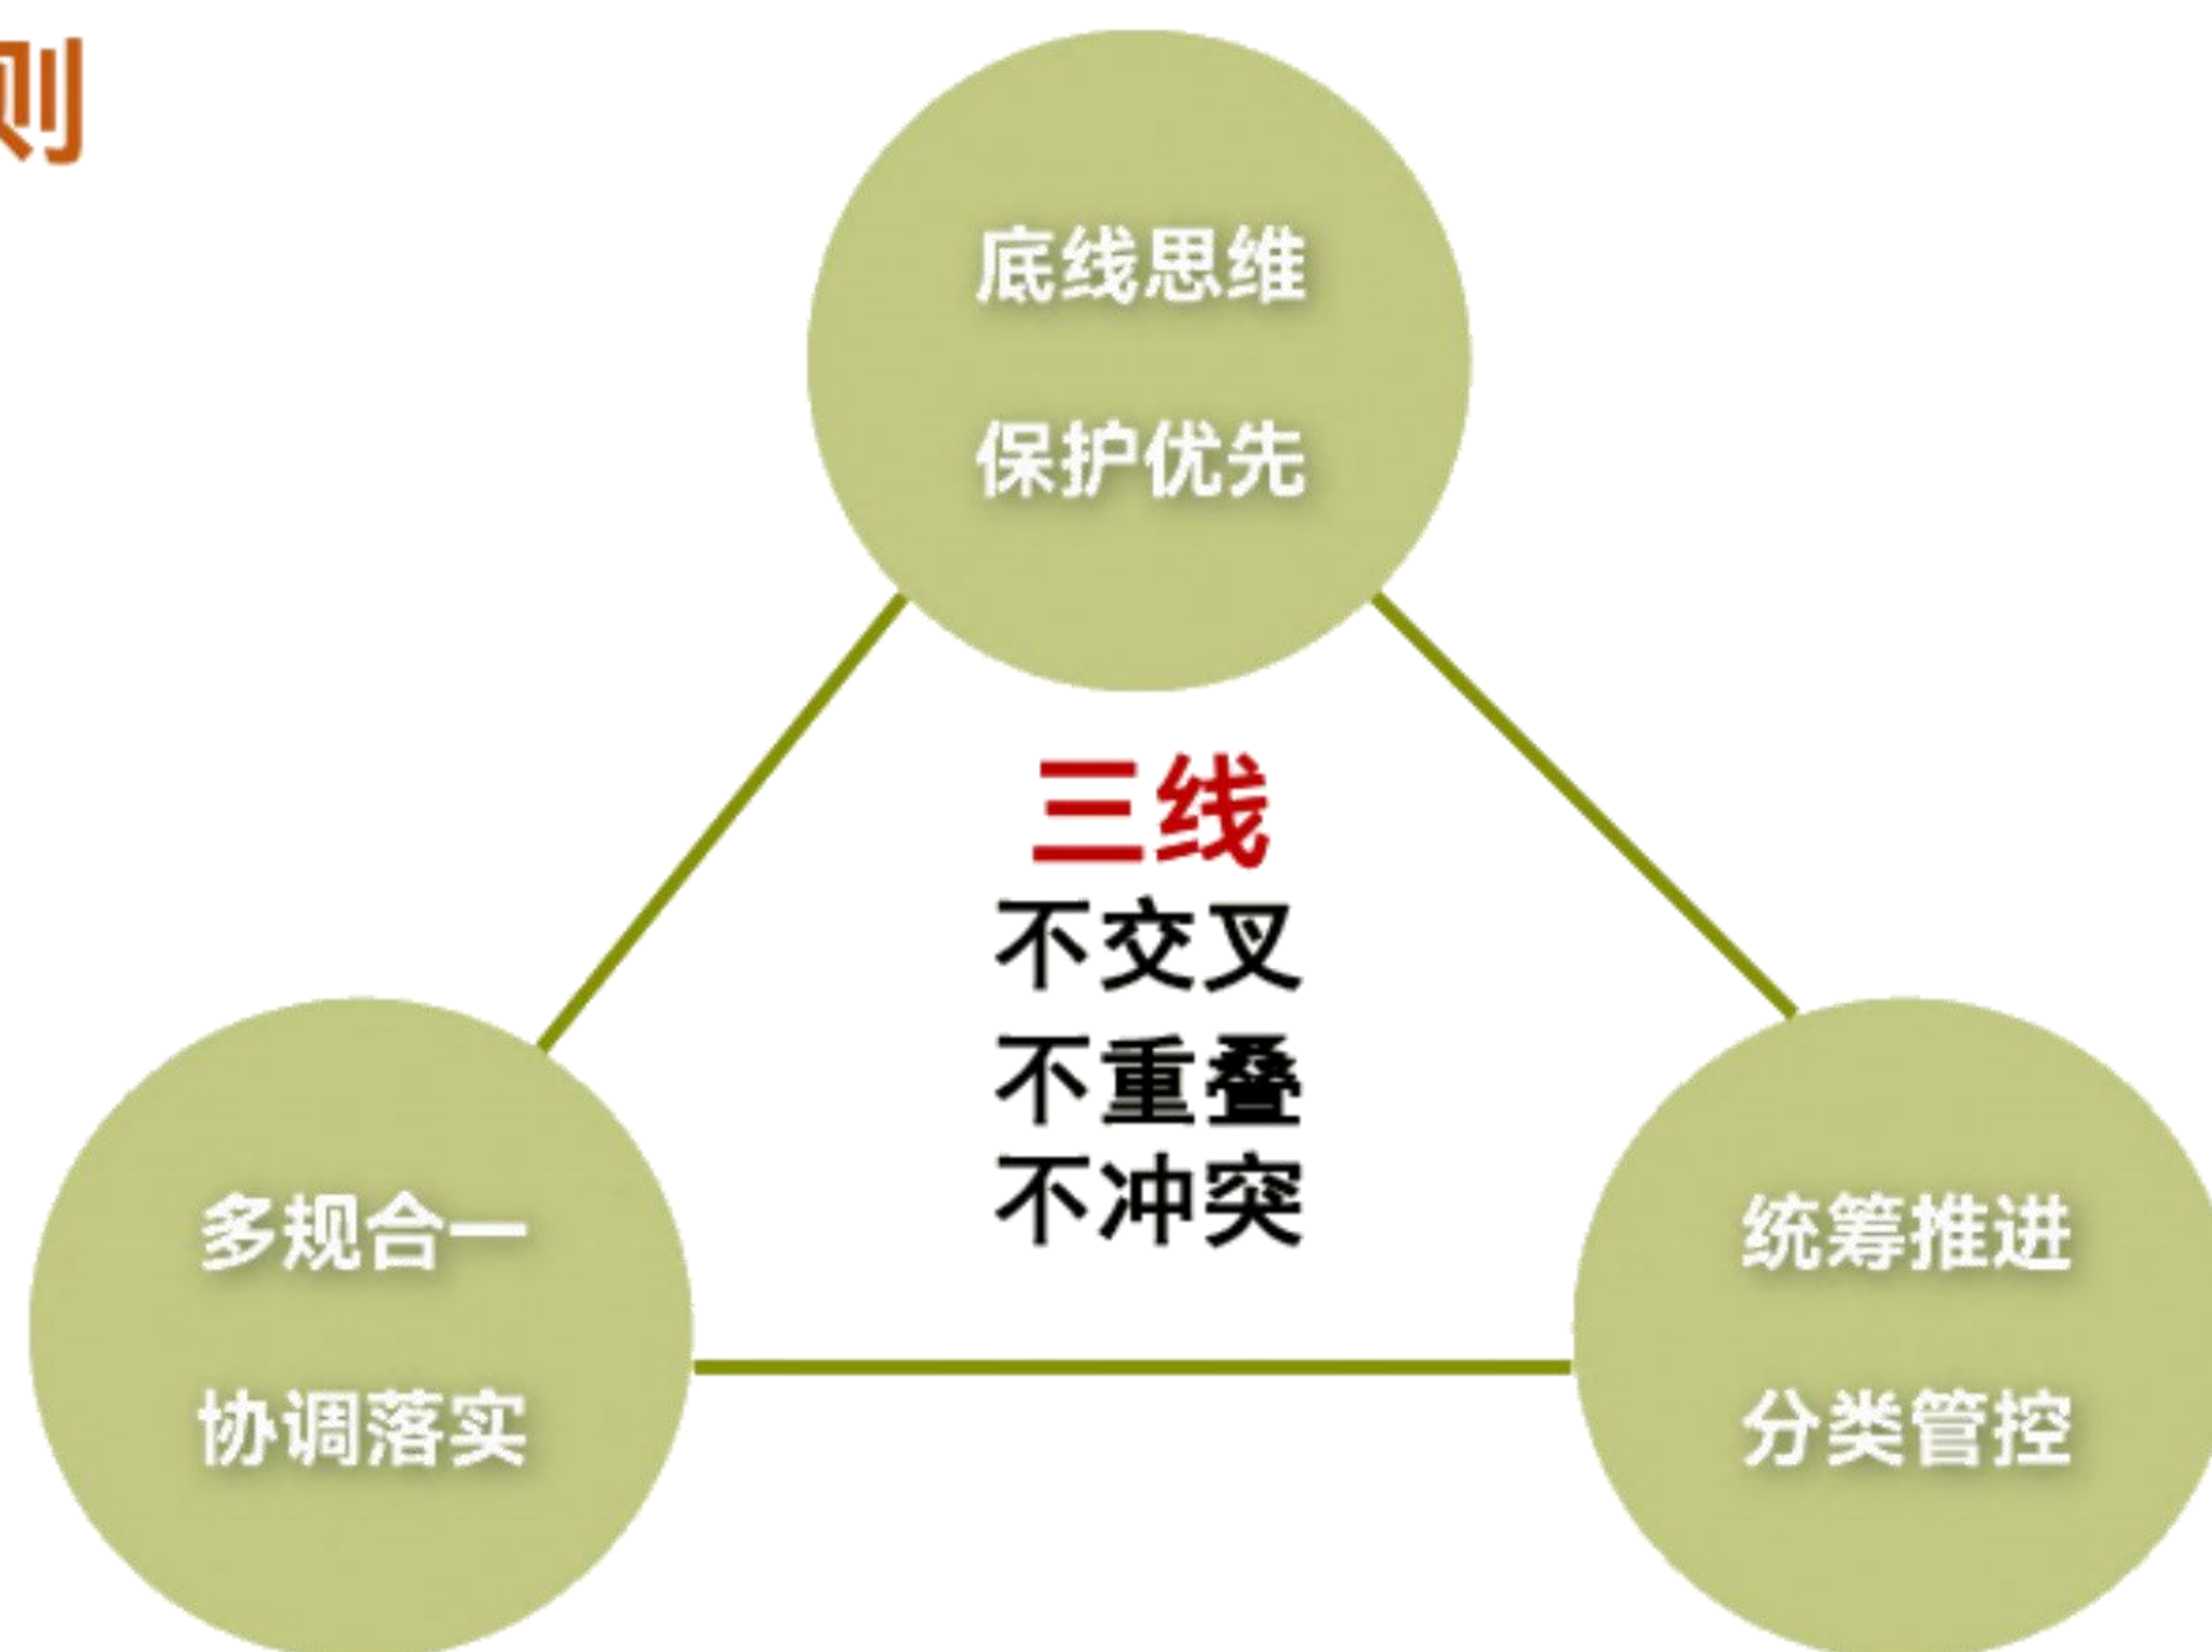 则
底线思维
保护优先
三线
不交叉
不重叠
不冲突
多规合一
协调落实
统筹推进
分类管控